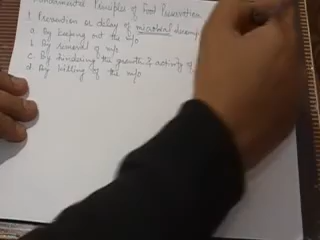 Fundamental Principles of Food Preservation
1. Prevention or delay of microbial decomp
a. By keeping out the m/o
b. By removal of m/o
c. By hindering the growth & activity of
d. By killing of the m/o